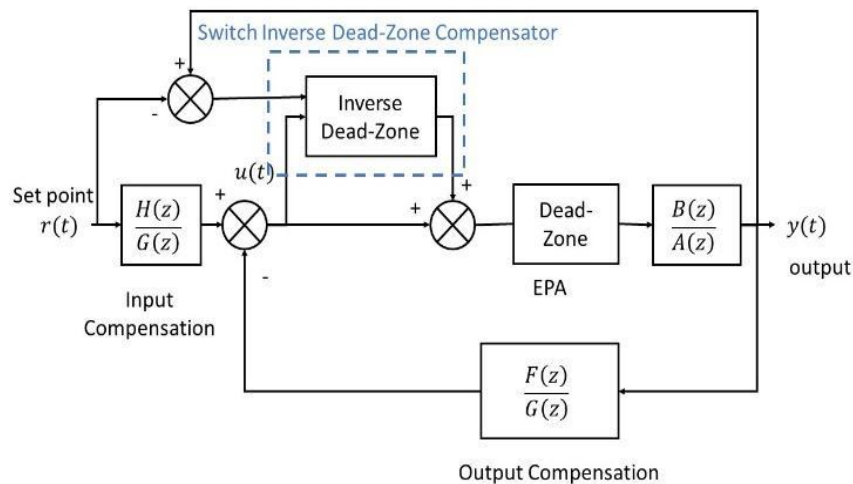 Switch Inverse Dead-Zone Compensator
+
-
Inverse
Dead-Zone
u(t)
+
+
+
-
Set point
r(t)
H(z)
G(z)
Dead-
Zone
B(z)
A(z)
y(t)
output
EPA
Input
Compensation
F(z)
G(z)
Output Compensation